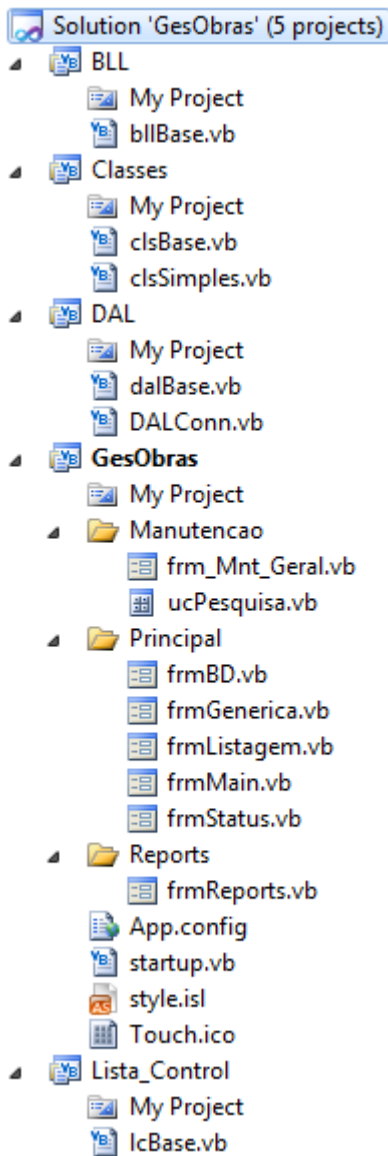 Solution 'GesObras' (5 projects)
BLL
My Project
bllBase.vb
Classes
My Project
clsBase.vb
clsSimples.vb
DAL
My Project
dalBase.vb
DALConn.vb
GesObras
My Project
Manutencao
frm_Mnt_Geral.vb
ucPesquisa.vb
Principal
frmBD.vb
frmGenerica.vb
frmListagem.vb
frmMain.vb
frmStatus.vb
Reports
frmReports.vb
App.config
startup.vb
style.isl
Touch.ico
Lista_Control
My Project
lcBase.vb